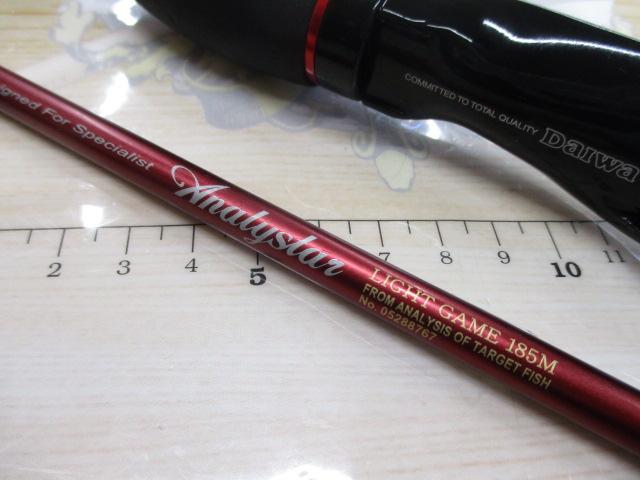 COMMITTED TO TOTAL QUALITY Daiwa
igned For Specialist
Analystar
LIGHT GAME 185M
FROM ANALYSIS OF TARGET FISH
No. 05288767
2 3 4 5 6 7 8 9 10 11